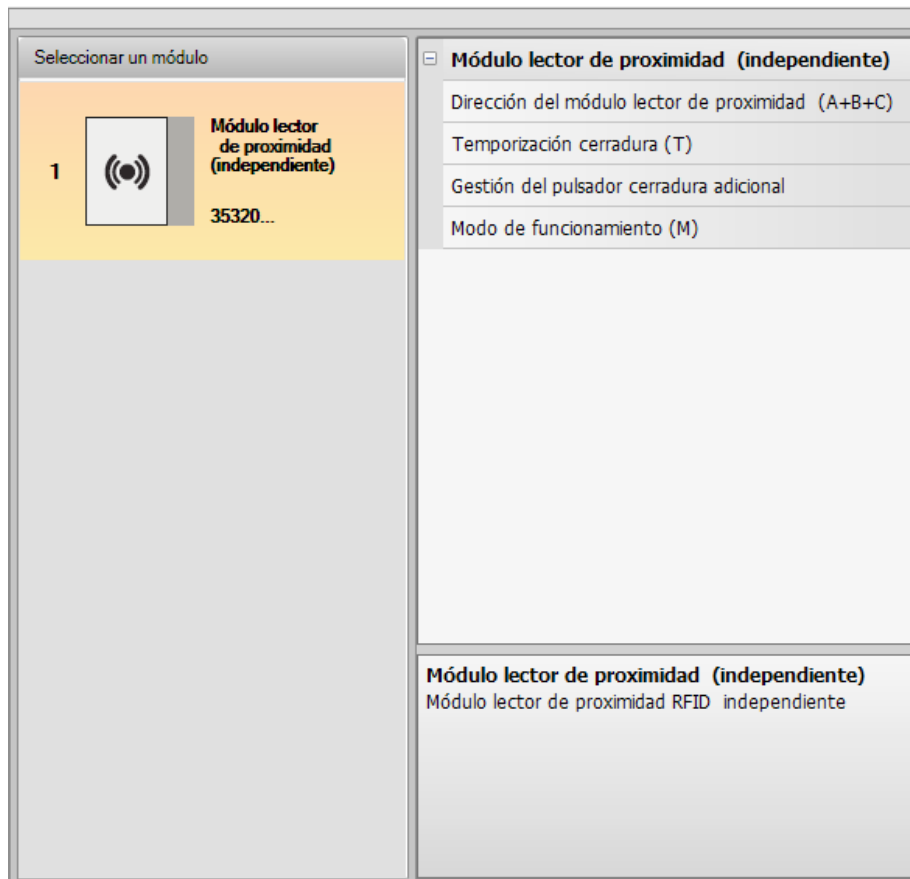 Seleccionar un módulo
1
Módulo lector
de proximidad
(independiente)
35320...
Módulo lector de proximidad (independiente)
Dirección del módulo lector de proximidad (A+B+C)
Temporización cerradura (T)
Gestión del pulsador cerradura adicional
Modo de funcionamiento (M)
Módulo lector de proximidad (independiente)
Módulo lector de proximidad RFID independiente